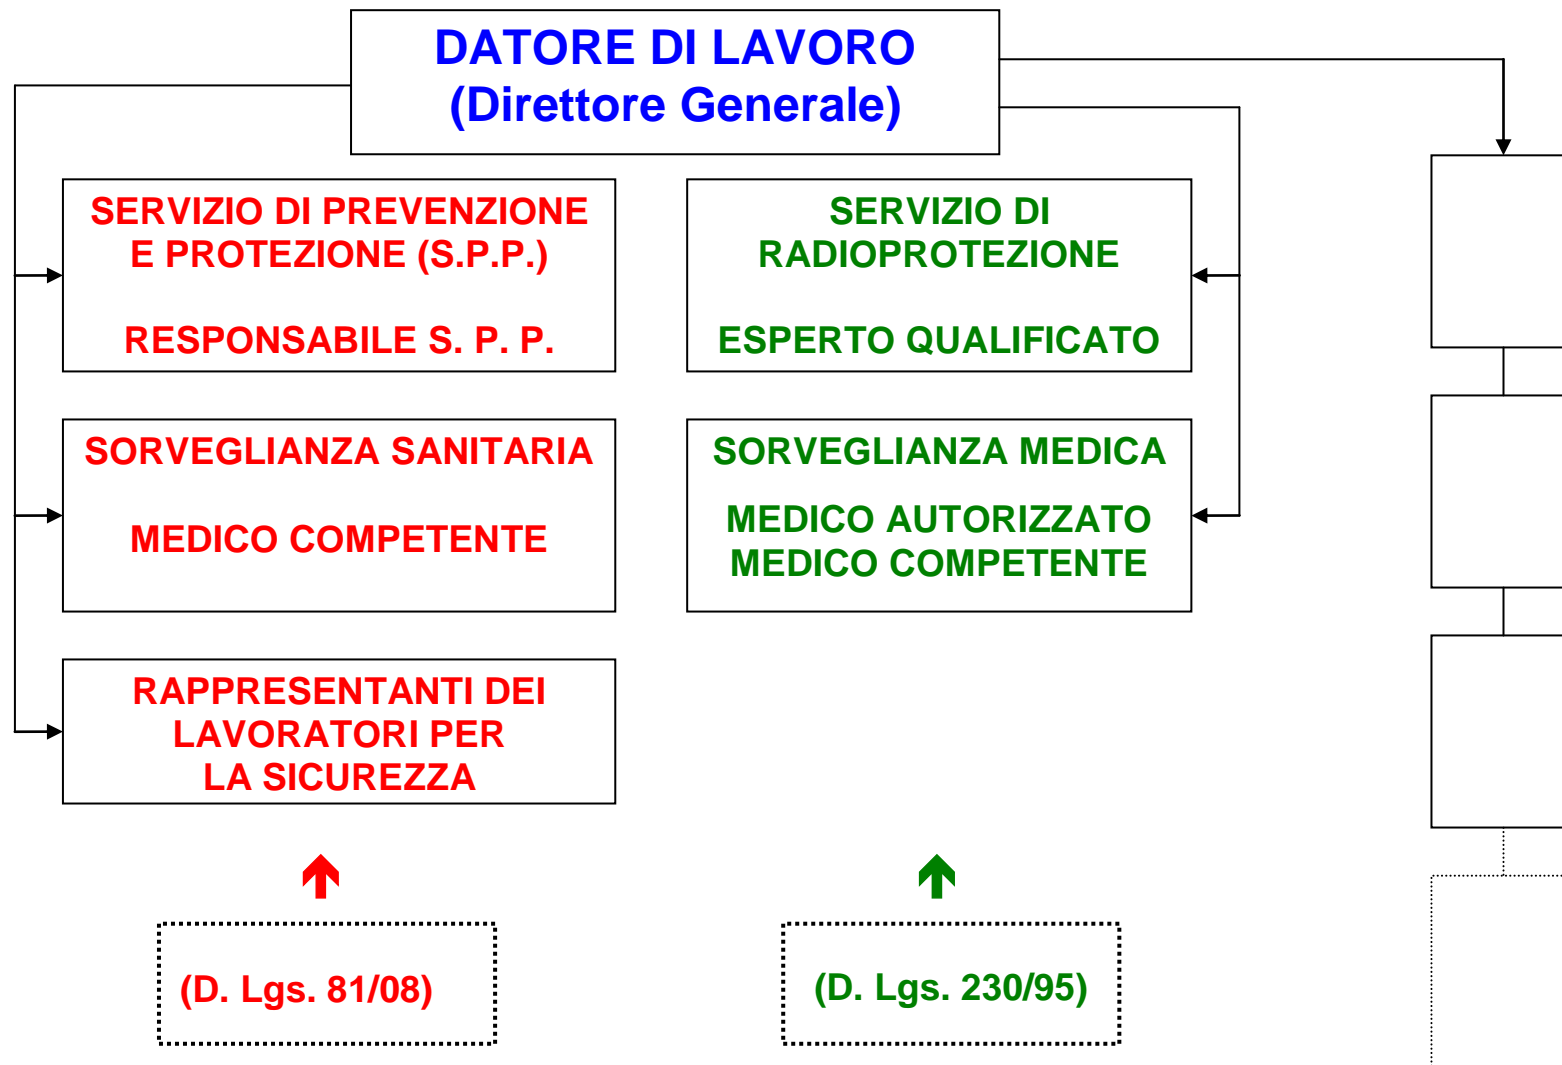 DATORE DI LAVORO
(Direttore Generale)
SERVIZIO DI PREVENZIONE
E PROTEZIONE (S.P.P.)
RESPONSABILE S. P. P.
SERVIZIO DI
RADIOPROTEZIONE
ESPERTO QUALIFICATO
SORVEGLIANZA SANITARIA
MEDICO COMPETENTE
SORVEGLIANZA MEDICA
MEDICO AUTORIZZATO
MEDICO COMPETENTE
RAPPRESENTANTI DEI
LAVORATORI PER
LA SICUREZZA
(D. Lgs. 81/08)
(D. Lgs. 230/95)